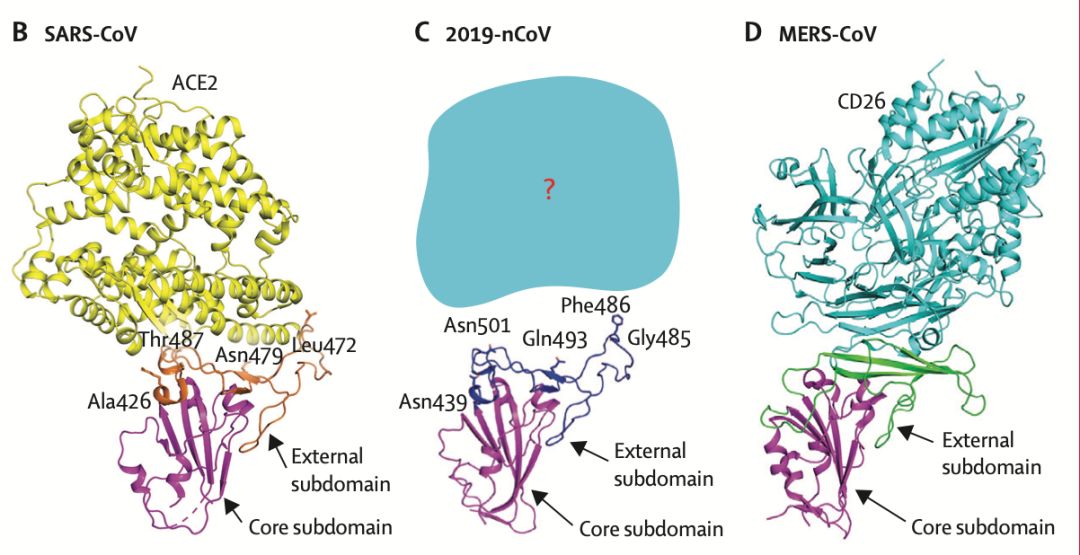 B SARS-CoV
ACE2
Thr487
Asn479
Leu472
Ala426
External
subdomain
Core subdomain
C 2019-nCoV
?
Phe486
Asn501
Gln493
Gly485
Asn439
External
subdomain
Core subdomain
D MERS-CoV
CD26
External
subdomain
Core subdomain